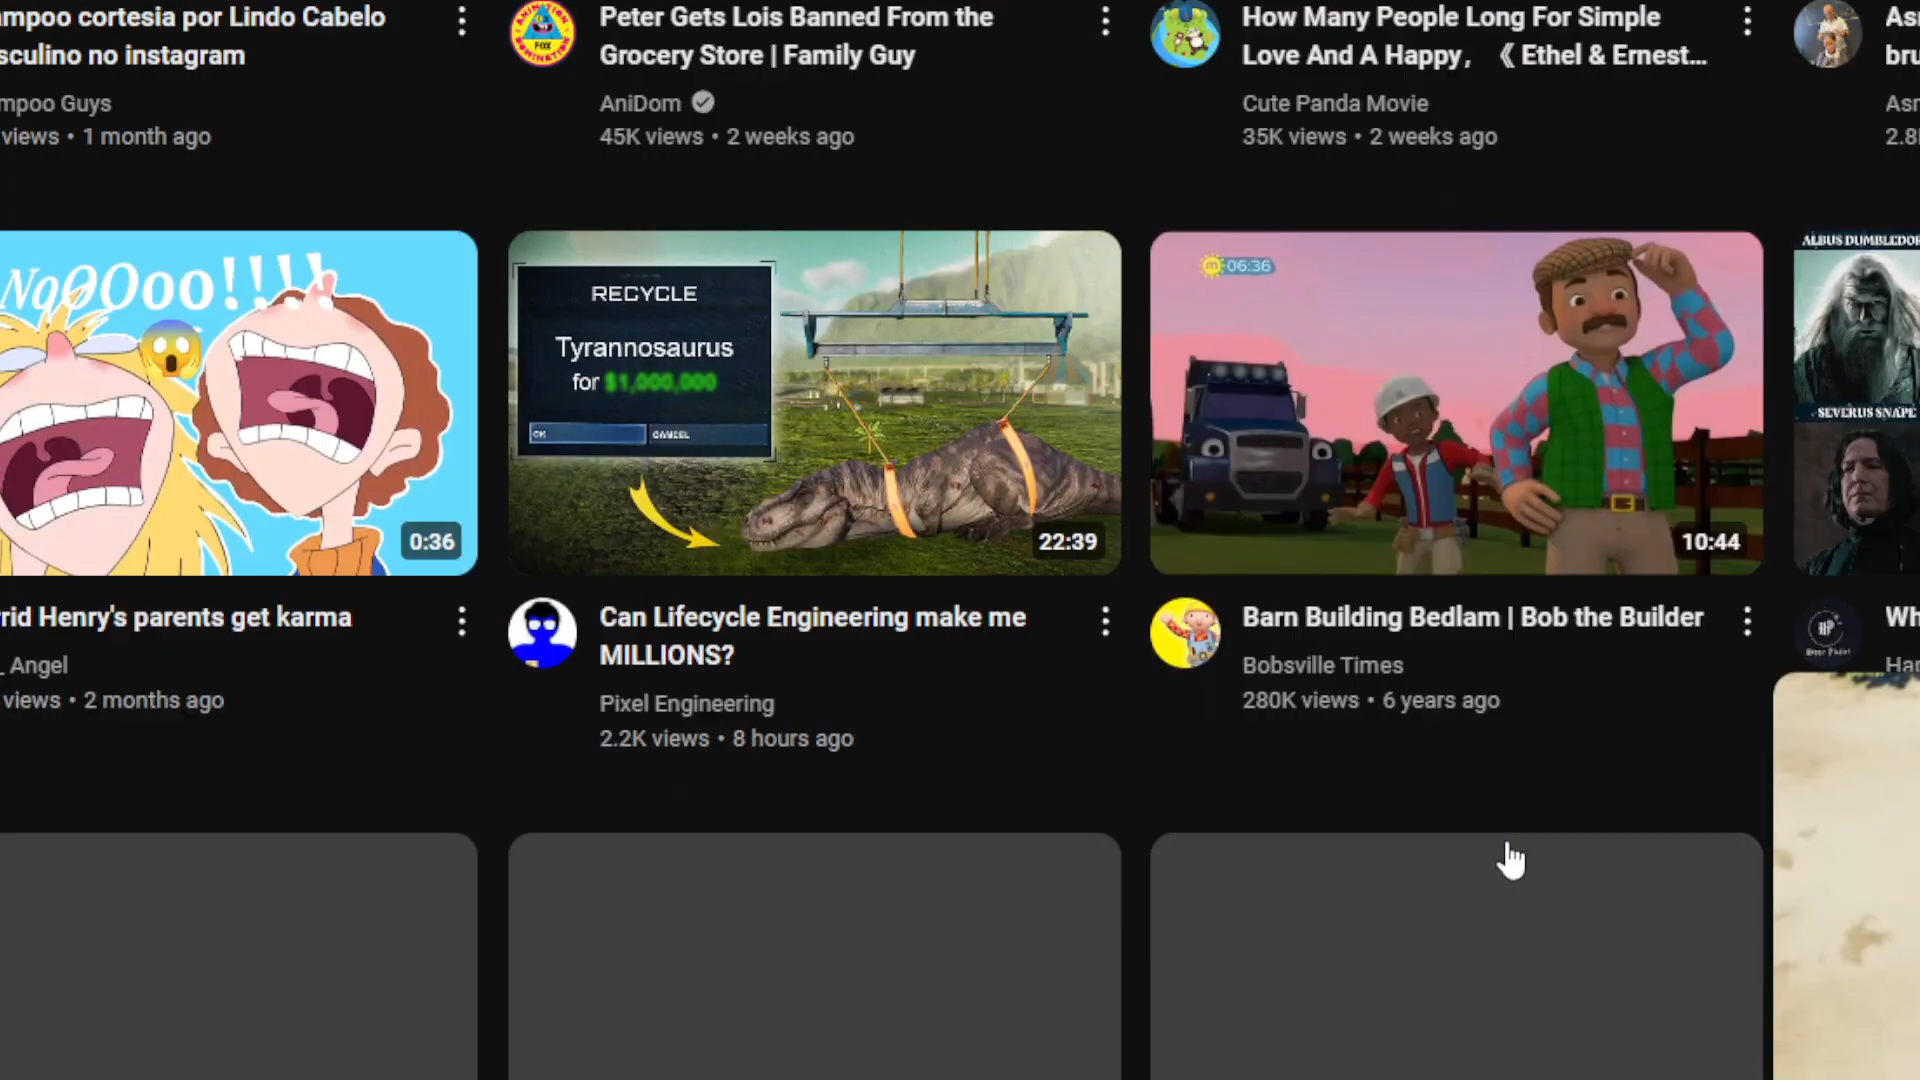 mpoo cortesia por Lindo Cabelo
sculino no instagram
mpoo Guys
views • 1 month ago
ANIMATION
FOX
DOMINATION
Peter Gets Lois Banned From the
Grocery Store | Family Guy
AniDom
45K views • 2 weeks ago
How Many People Long For Simple
Love And A Happy， 《 Ethel & Ernest...
Cute Panda Movie
35K views • 2 weeks ago
As
bru
Asr
2.8
NoOOoo!!!!
0:36
RECYCLE
Tyrannosaurus
for $1,000,000
OK
CANCEL
22:39
m 06:36
10:44
ALBUS DUMBLEDOR
SEVERUS SNAPE
rid Henry's parents get karma
_ Angel
views • 2 months ago
Can Lifecycle Engineering make me
MILLIONS?
Pixel Engineering
2.2K views • 8 hours ago
Barn Building Bedlam | Bob the Builder
Bobsville Times
280K views • 6 years ago
HP
Wh
Har